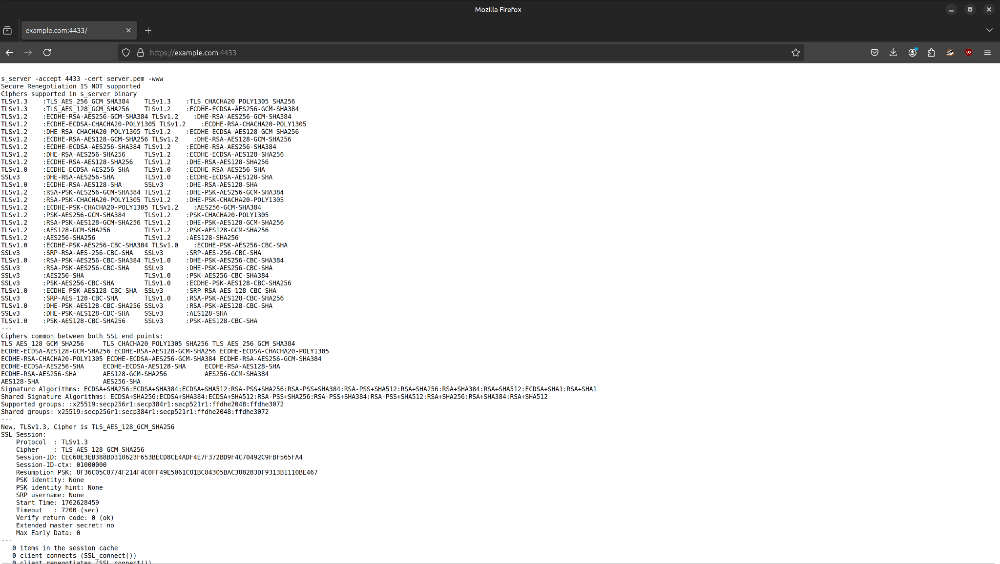 Mozilla Firefox
example.com:4433/
https://example.com:4433
s_server -accept 4433 -cert server.pem -www
Secure Renegotiation IS NOT supported
Ciphers supported in s_server binary
TLSv1.3    :TLS_AES_256_GCM_SHA384    TLSv1.3    :TLS_CHACHA20_POLY1305_SHA256
TLSv1.3    :TLS_AES_128_GCM_SHA256    TLSv1.2    :ECDHE-ECDSA-AES256-GCM-SHA384
TLSv1.2    :ECDHE-RSA-AES256-GCM-SHA384 TLSv1.2    :DHE-RSA-AES256-GCM-SHA384
TLSv1.2    :ECDHE-ECDSA-CHACHA20-POLY1305 TLSv1.2    :ECDHE-RSA-CHACHA20-POLY1305
TLSv1.2    :DHE-RSA-CHACHA20-POLY1305 TLSv1.2    :ECDHE-ECDSA-AES128-GCM-SHA256
TLSv1.2    :ECDHE-RSA-AES128-GCM-SHA256 TLSv1.2    :DHE-RSA-AES128-GCM-SHA256
TLSv1.2    :ECDHE-ECDSA-AES256-SHA384 TLSv1.2    :ECDHE-RSA-AES256-SHA384
TLSv1.2    :DHE-RSA-AES256-SHA256     TLSv1.2    :ECDHE-ECDSA-AES128-SHA256
TLSv1.2    :ECDHE-RSA-AES128-SHA256   TLSv1.2    :DHE-RSA-AES128-SHA256
TLSv1.0    :ECDHE-ECDSA-AES256-SHA    TLSv1.0    :ECDHE-RSA-AES256-SHA
SSLv3      :DHE-RSA-AES256-SHA        TLSv1.0    :ECDHE-ECDSA-AES128-SHA
TLSv1.0    :ECDHE-RSA-AES128-SHA      SSLv3      :DHE-RSA-AES128-SHA
TLSv1.2    :RSA-PSK-AES256-GCM-SHA384 TLSv1.2    :DHE-PSK-AES256-GCM-SHA384
TLSv1.2    :RSA-PSK-CHACHA20-POLY1305 TLSv1.2    :DHE-PSK-CHACHA20-POLY1305
TLSv1.2    :ECDHE-PSK-CHACHA20-POLY1305 TLSv1.2    :AES256-GCM-SHA384
TLSv1.2    :PSK-AES256-GCM-SHA384     TLSv1.2    :PSK-CHACHA20-POLY1305
TLSv1.2    :RSA-PSK-AES128-GCM-SHA256 TLSv1.2    :DHE-PSK-AES128-GCM-SHA256
TLSv1.2    :AES128-GCM-SHA256         TLSv1.2    :PSK-AES128-GCM-SHA256
TLSv1.2    :AES256-SHA256             TLSv1.2    :AES128-SHA256
TLSv1.0    :ECDHE-PSK-AES256-CBC-SHA384 TLSv1.0    :ECDHE-PSK-AES256-CBC-SHA
SSLv3      :SRP-RSA-AES-256-CBC-SHA   SSLv3      :SRP-AES-256-CBC-SHA
TLSv1.0    :RSA-PSK-AES256-CBC-SHA384 TLSv1.0    :DHE-PSK-AES256-CBC-SHA384
SSLv3      :RSA-PSK-AES256-CBC-SHA    SSLv3      :DHE-PSK-AES256-CBC-SHA
SSLv3      :AES256-SHA                TLSv1.0    :PSK-AES256-CBC-SHA384
SSLv3      :PSK-AES256-CBC-SHA        TLSv1.0    :ECDHE-PSK-AES128-CBC-SHA256
TLSv1.0    :ECDHE-PSK-AES128-CBC-SHA  SSLv3      :SRP-RSA-AES-128-CBC-SHA
SSLv3      :SRP-AES-128-CBC-SHA       TLSv1.0    :RSA-PSK-AES128-CBC-SHA256
TLSv1.0    :DHE-PSK-AES128-CBC-SHA256 SSLv3      :RSA-PSK-AES128-CBC-SHA
SSLv3      :DHE-PSK-AES128-CBC-SHA    SSLv3      :AES128-SHA
TLSv1.0    :PSK-AES128-CBC-SHA256     SSLv3      :PSK-AES128-CBC-SHA
---
Ciphers common between both SSL end points:
TLS_AES_128_GCM_SHA256     TLS_CHACHA20_POLY1305_SHA256 TLS_AES_256_GCM_SHA384
ECDHE-ECDSA-AES128-GCM-SHA256 ECDHE-RSA-AES128-GCM-SHA256 ECDHE-ECDSA-CHACHA20-POLY1305
ECDHE-RSA-CHACHA20-POLY1305 ECDHE-ECDSA-AES256-GCM-SHA384 ECDHE-RSA-AES256-GCM-SHA384
ECDHE-ECDSA-AES256-SHA     ECDHE-ECDSA-AES128-SHA     ECDHE-RSA-AES128-SHA
ECDHE-RSA-AES256-SHA       AES128-GCM-SHA256          AES256-GCM-SHA384
AES128-SHA                 AES256-SHA
Signature Algorithms: ECDSA+SHA256:ECDSA+SHA384:ECDSA+SHA512:RSA-PSS+SHA256:RSA-PSS+SHA384:RSA-PSS+SHA512:RSA+SHA256:RSA+SHA384:RSA+SHA512:ECDSA+SHA1:RSA+SHA1
Shared Signature Algorithms: ECDSA+SHA256:ECDSA+SHA384:ECDSA+SHA512:RSA-PSS+SHA256:RSA-PSS+SHA384:RSA-PSS+SHA512:RSA+SHA256:RSA+SHA384:RSA+SHA512
Supported groups: :x25519:secp256r1:secp384r1:secp521r1:ffdhe2048:ffdhe3072
Shared groups: x25519:secp256r1:secp384r1:secp521r1:ffdhe2048:ffdhe3072
---
New, TLSv1.3, Cipher is TLS_AES_128_GCM_SHA256
SSL-Session:
    Protocol  : TLSv1.3
    Cipher    : TLS_AES_128_GCM_SHA256
    Session-ID: CEC60E3EB388BD310623F653BECD8CE4ADF4E7F372BD9F4C70492C9FBF565FA4
    Session-ID-ctx: 01000000
    Resumption PSK: 8F36C05C8774F214F4C0FF49E5061C81BC84305BAC388283DF9313B1110BE467
    PSK identity: None
    PSK identity hint: None
    SRP username: None
    Start Time: 1762628459
    Timeout   : 7200 (sec)
    Verify return code: 0 (ok)
    Extended master secret: no
    Max Early Data: 0
---
   0 items in the session cache
   0 client connects (SSL_connect())
   0 client renegotiates (SSL_connect())